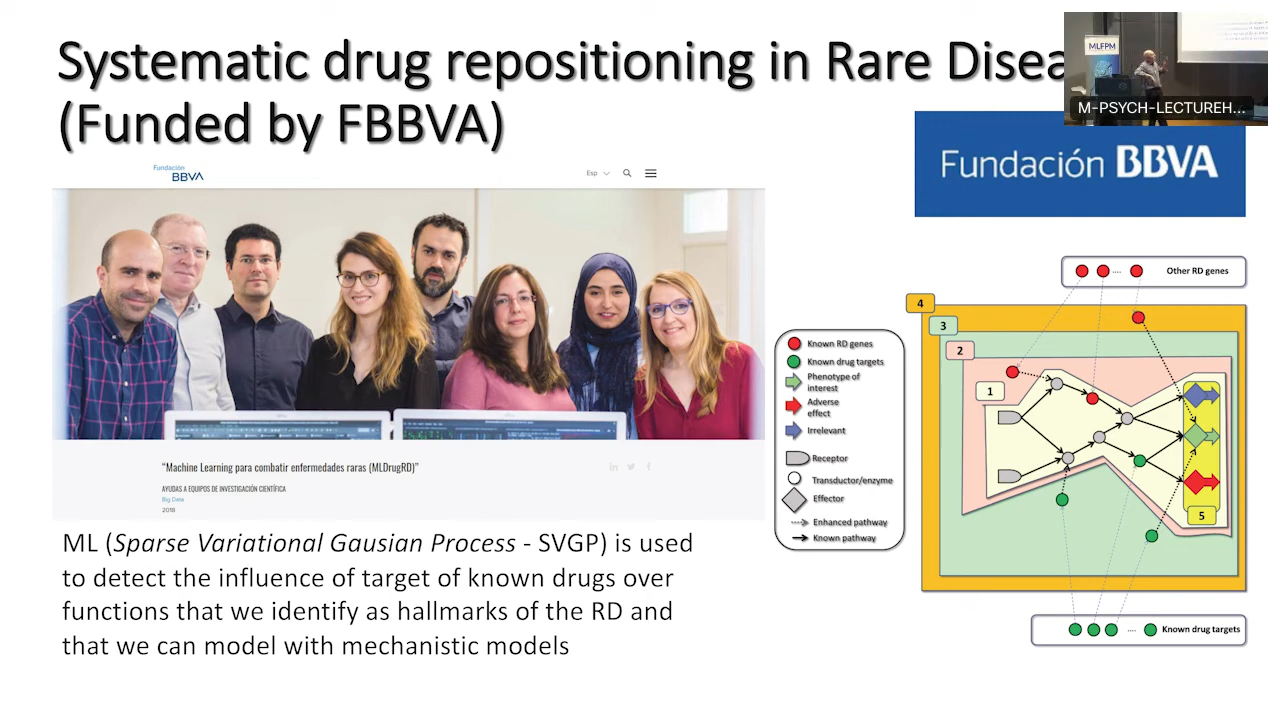 Systematic drug repositioning in Rare Disea
(Funded by FBBVA)
MLFPM
M-PSYCH-LECTUREH...
Fundación
BBVA
Esp
Fundación BBVA
"Machine Learning para combatir enfermedades raras (MLDrugRD)"
AYUDAS A EQUIPOS DE INVESTIGACIÓN CIENTÍFICA
Big Data
2018
ML (Sparse Variational Gausian Process - SVGP) is used
to detect the influence of target of known drugs over
functions that we identify as hallmarks of the RD and
that we can model with mechanistic models
Known RD genes
Known drug targets
Phenotype of
interest
Adverse
effect
Irrelevant
Receptor
Transductor/enzyme
Effector
Enhanced pathway
Known pathway
Other RD genes
4
3
2
1
5
Known drug targets